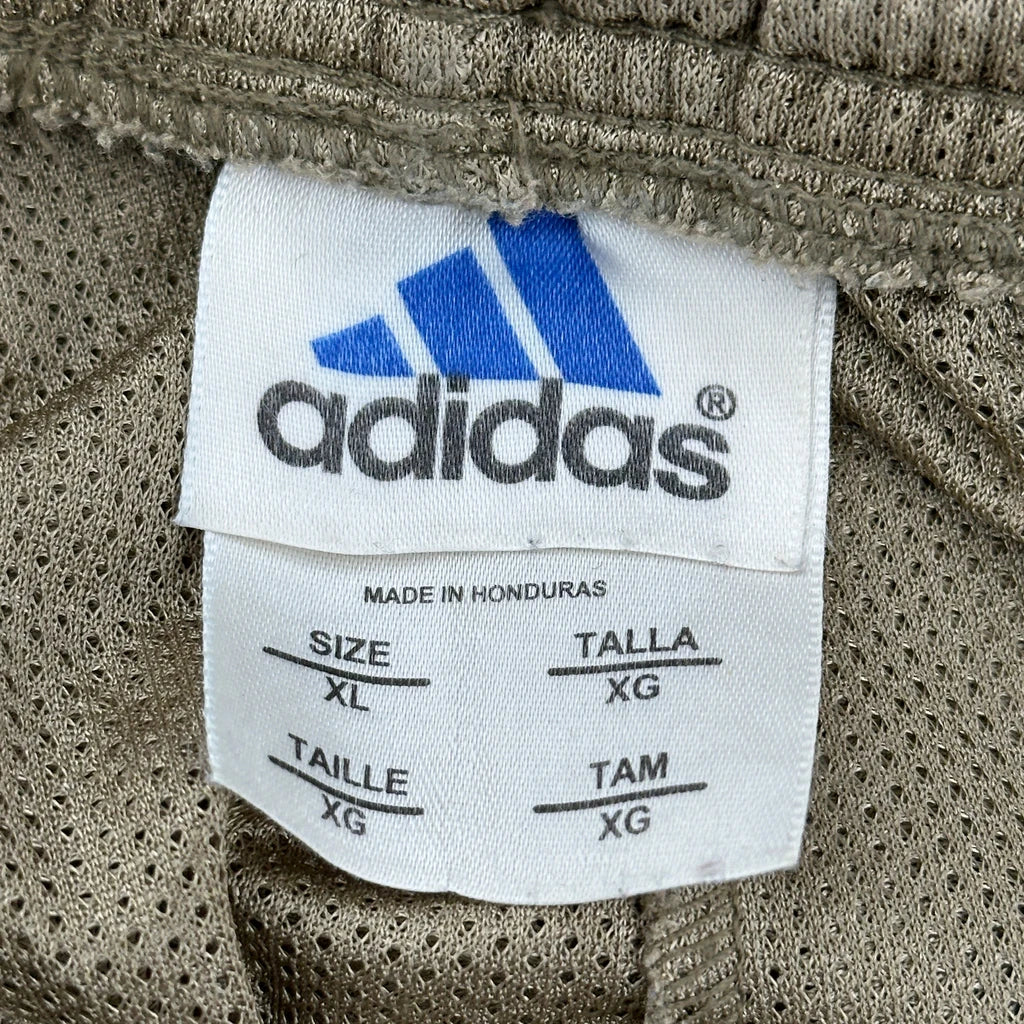 adidas®
MADE IN HONDURAS
SIZE
XL
TALLA
XG
TAILLE
XG
TAM
XG